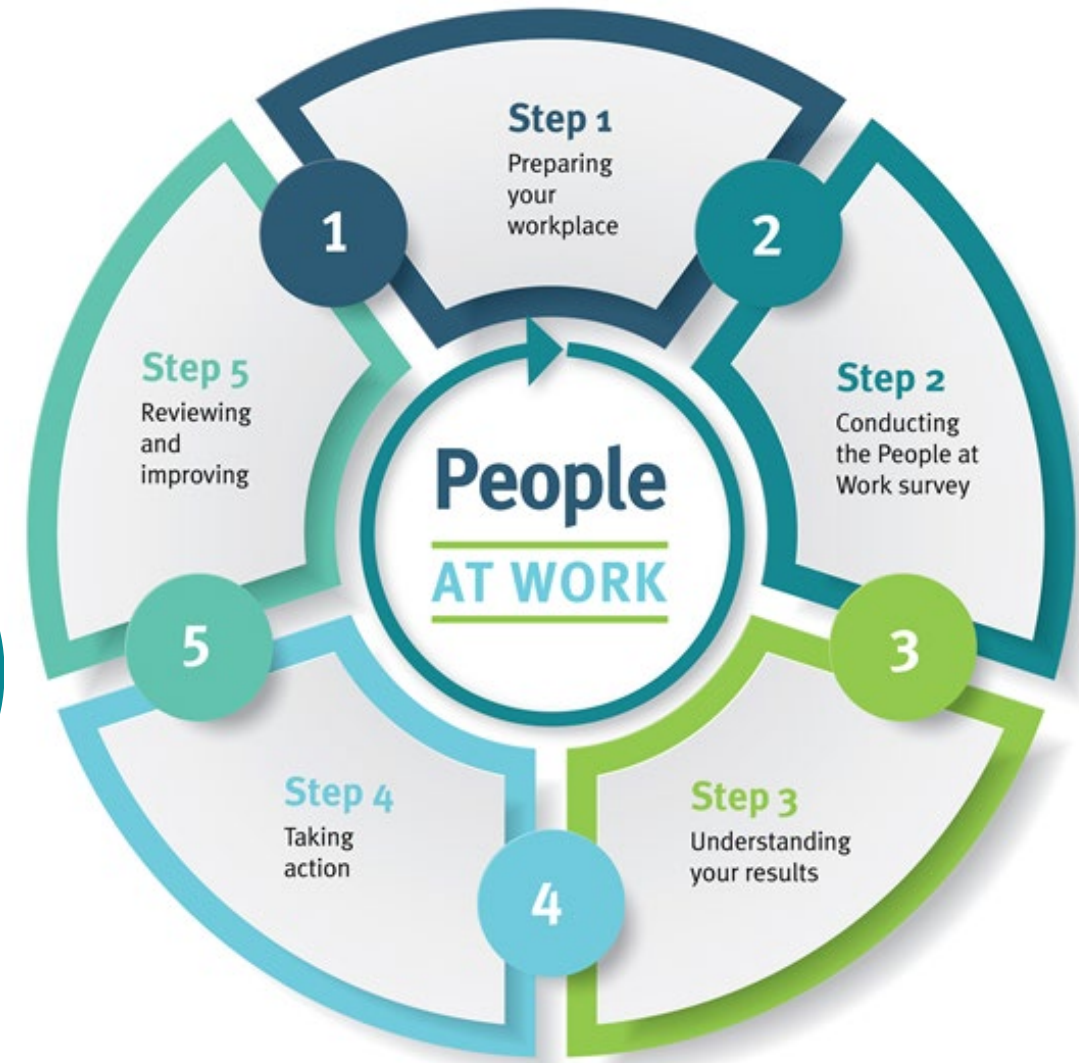 Step 1
Preparing
your
workplace
1
2
Step 5
Reviewing
and
improving
Step 2
Conducting
the People at
Work survey
People
AT WORK
5
3
Step 4
Taking
action
Step 3
Understanding
your results
4